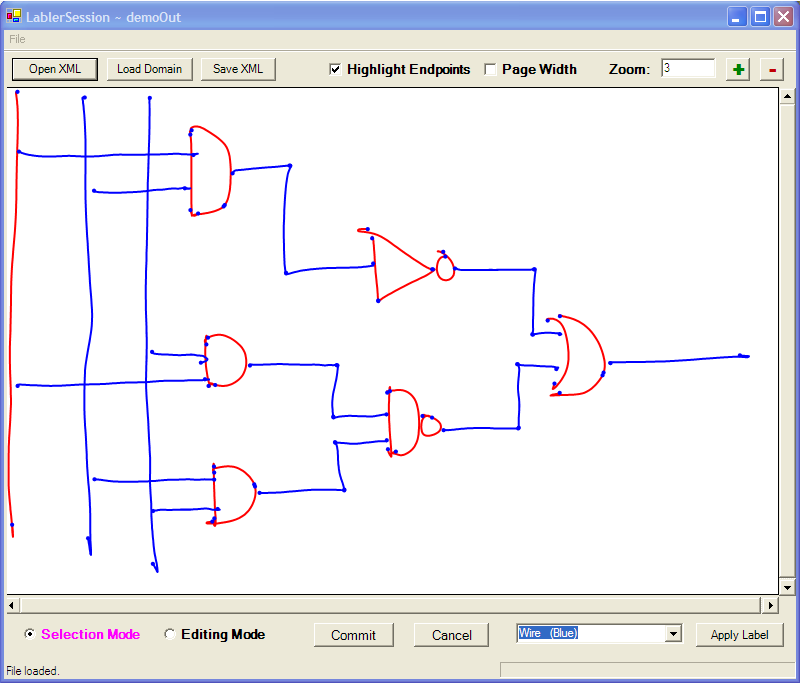 LablerSession ~ demoOut
File
Open XML Load Domain Save XML Highlight Endpoints Page Width Zoom: 3 + -
Selection Mode Editing Mode Commit Cancel Wire (Blue) Apply Label
File loaded.